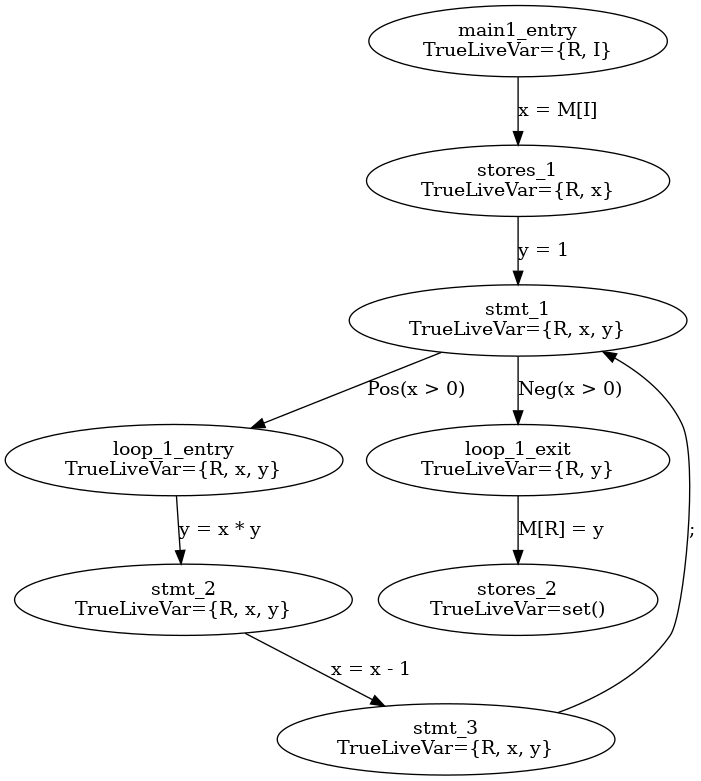 main1_entry
TrueLiveVar={R, I}
x = M[I]
stores_1
TrueLiveVar={R, x}
y = 1
stmt_1
TrueLiveVar={R, x, y}
Pos(x > 0)
Neg(x > 0)
loop_1_entry
TrueLiveVar={R, x, y}
loop_1_exit
TrueLiveVar={R, y}
y = x * y
M[R] = y
;
stmt_2
TrueLiveVar={R, x, y}
stores_2
TrueLiveVar=set()
x = x - 1
stmt_3
TrueLiveVar={R, x, y}